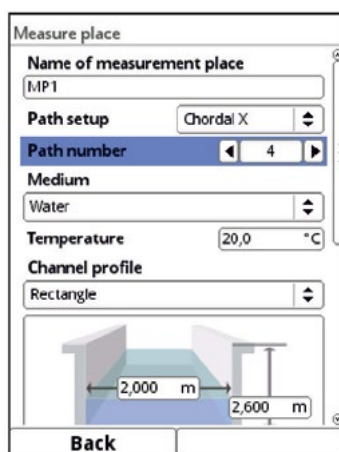 Measure place
Name of measurement place
MP1
Path setup Chordal X
Path number 4
Medium
Water
Temperature 20,0 °C
Channel profile
Rectangle
2,000 m
2,600 m
Back